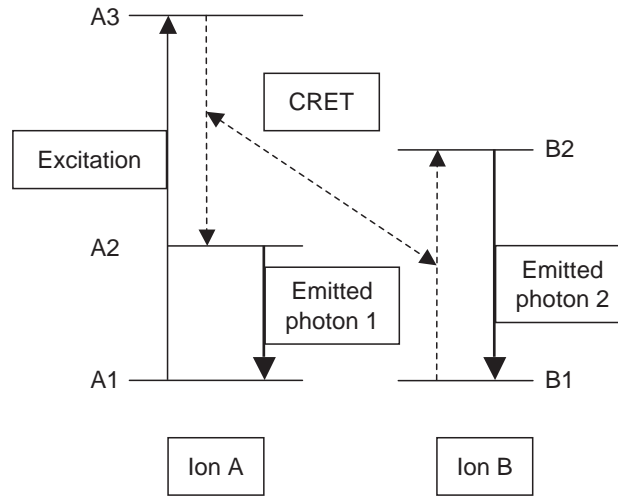 A3
CRET
Excitation
B2
A2
Emitted
photon 1
Emitted
photon 2
A1
B1
Ion A
Ion B